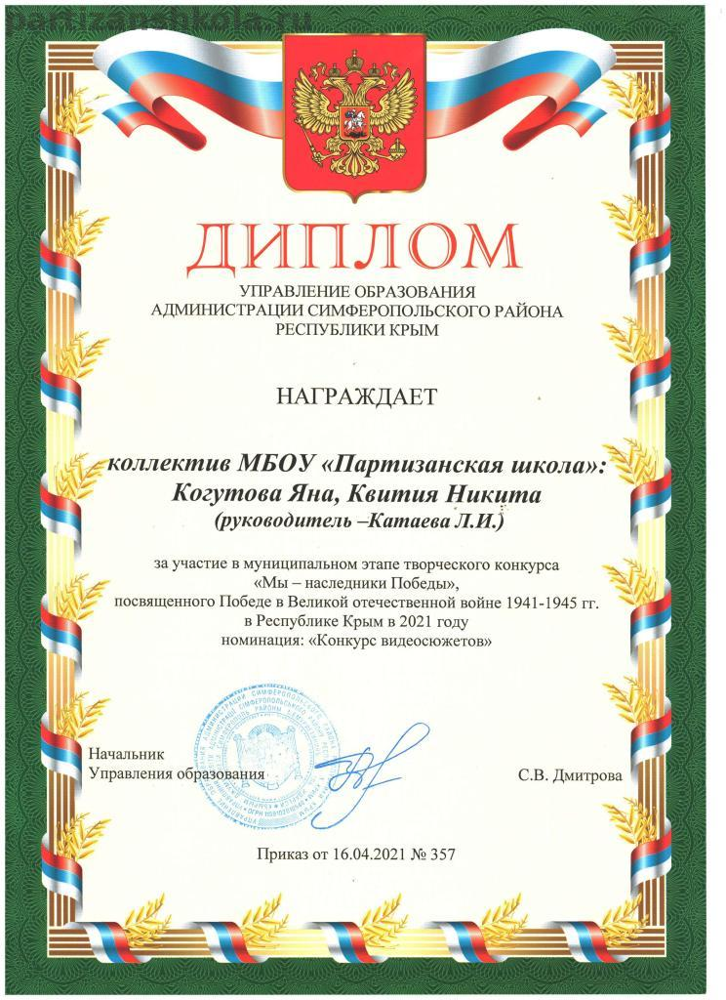 partizanshkola.ru
ДИПЛОМ
УПРАВЛЕНИЕ ОБРАЗОВАНИЯ
АДМИНИСТРАЦИИ СИМФЕРОПОЛЬСКОГО РАЙОНА
РЕСПУБЛИКИ КРЫМ
НАГРАЖДАЕТ
коллектив МБОУ «Партизанская школа»:
Когутова Яна, Квития Никита
(руководитель –Катаева Л.И.)
за участие в муниципальном этапе творческого конкурса
«Мы – наследники Победы»,
посвященного Победе в Великой отечественной войне 1941-1945 гг.
в Республике Крым в 2021 году
номинация: «Конкурс видеосюжетов»
Начальник
Управления образования
С.В. Дмитрова
Приказ от 16.04.2021 № 357